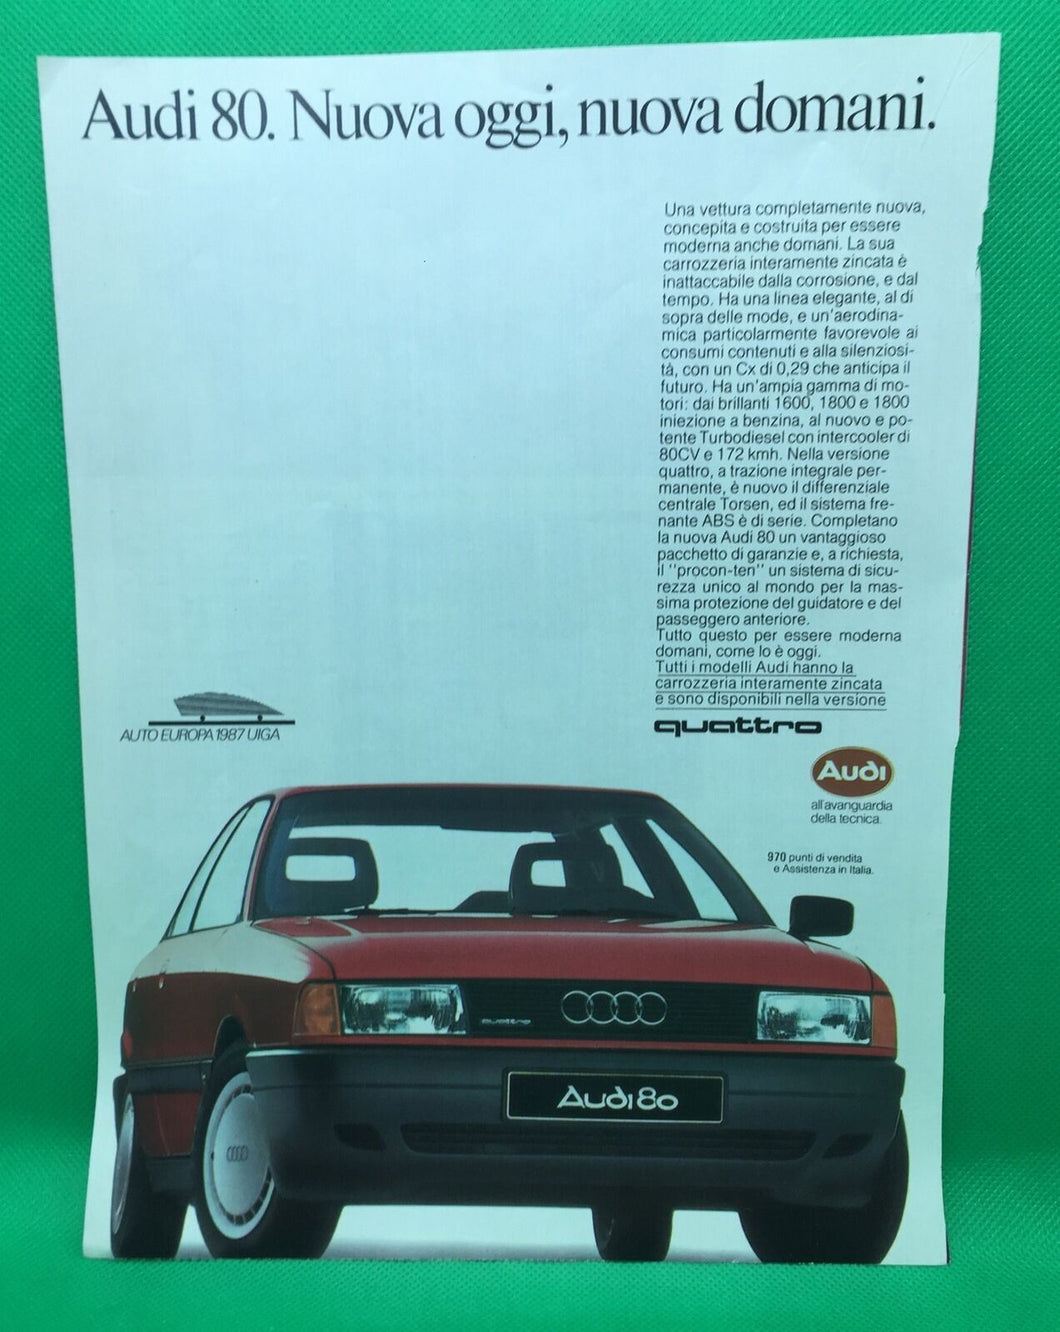 Audi 80. Nuova oggi, nuova domani.
Una vettura completamente nuova,
concepita e costruita per essere
moderna anche domani. La sua
carrozzeria interamente zincata è
inattaccabile dalla corrosione, e dal
tempo. Ha una linea elegante, al di
sopra delle mode, e un'aerodina-
mica particolarmente favorevole ai
consumi contenuti e alla silenziosi-
tà, con un Cx di 0,29 che anticipa il
futuro. Ha un'ampia gamma di mo-
tori: dai brillanti 1600, 1800 e 1800
iniezione a benzina, al nuovo e po-
tente Turbodiesel con intercooler di
80CV e 172 kmh. Nella versione
quattro, a trazione integrale per-
manente, è nuovo il differenziale
centrale Torsen, ed il sistema fre-
nante ABS è di serie. Completano
la nuova Audi 80 un vantaggioso
pacchetto di garanzie e, a richiesta,
il "procon-ten" un sistema di sicu-
rezza unico al mondo per la mas-
sima protezione del guidatore e del
passeggero anteriore.
Tutto questo per essere moderna
domani, come lo è oggi.
Tutti i modelli Audi hanno la
carrozzeria interamente zincata
e sono disponibili nella versione
quattro
AUTO EUROPA 1987 UIGA
Audi
all'avanguardia
della tecnica.
970 punti di vendita
e Assistenza in Italia.
quattro
Audi 80